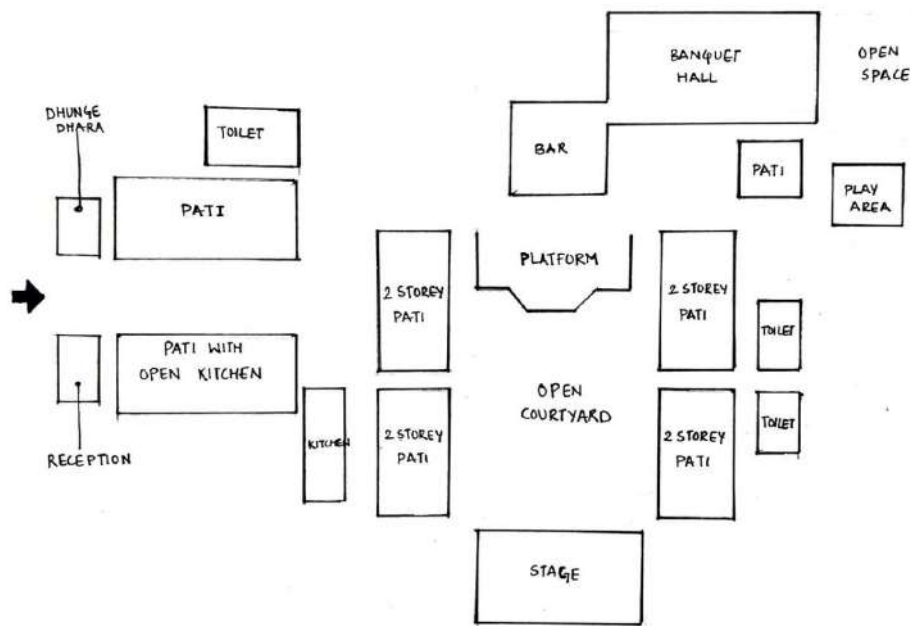 BANQUET
HALL
OPEN
SPACE
DHUNGE
DHARA
TOILET
BAR
PATI
PLAY
AREA
PATI
PLATFORM
2 STOREY
PATI
2 STOREY
PATI
TOILET
PATI WITH
OPEN KITCHEN
OPEN
COURTYARD
TOILET
KITCHEN
2 STOREY
PATI
2 STOREY
PATI
RECEPTION
STAGE